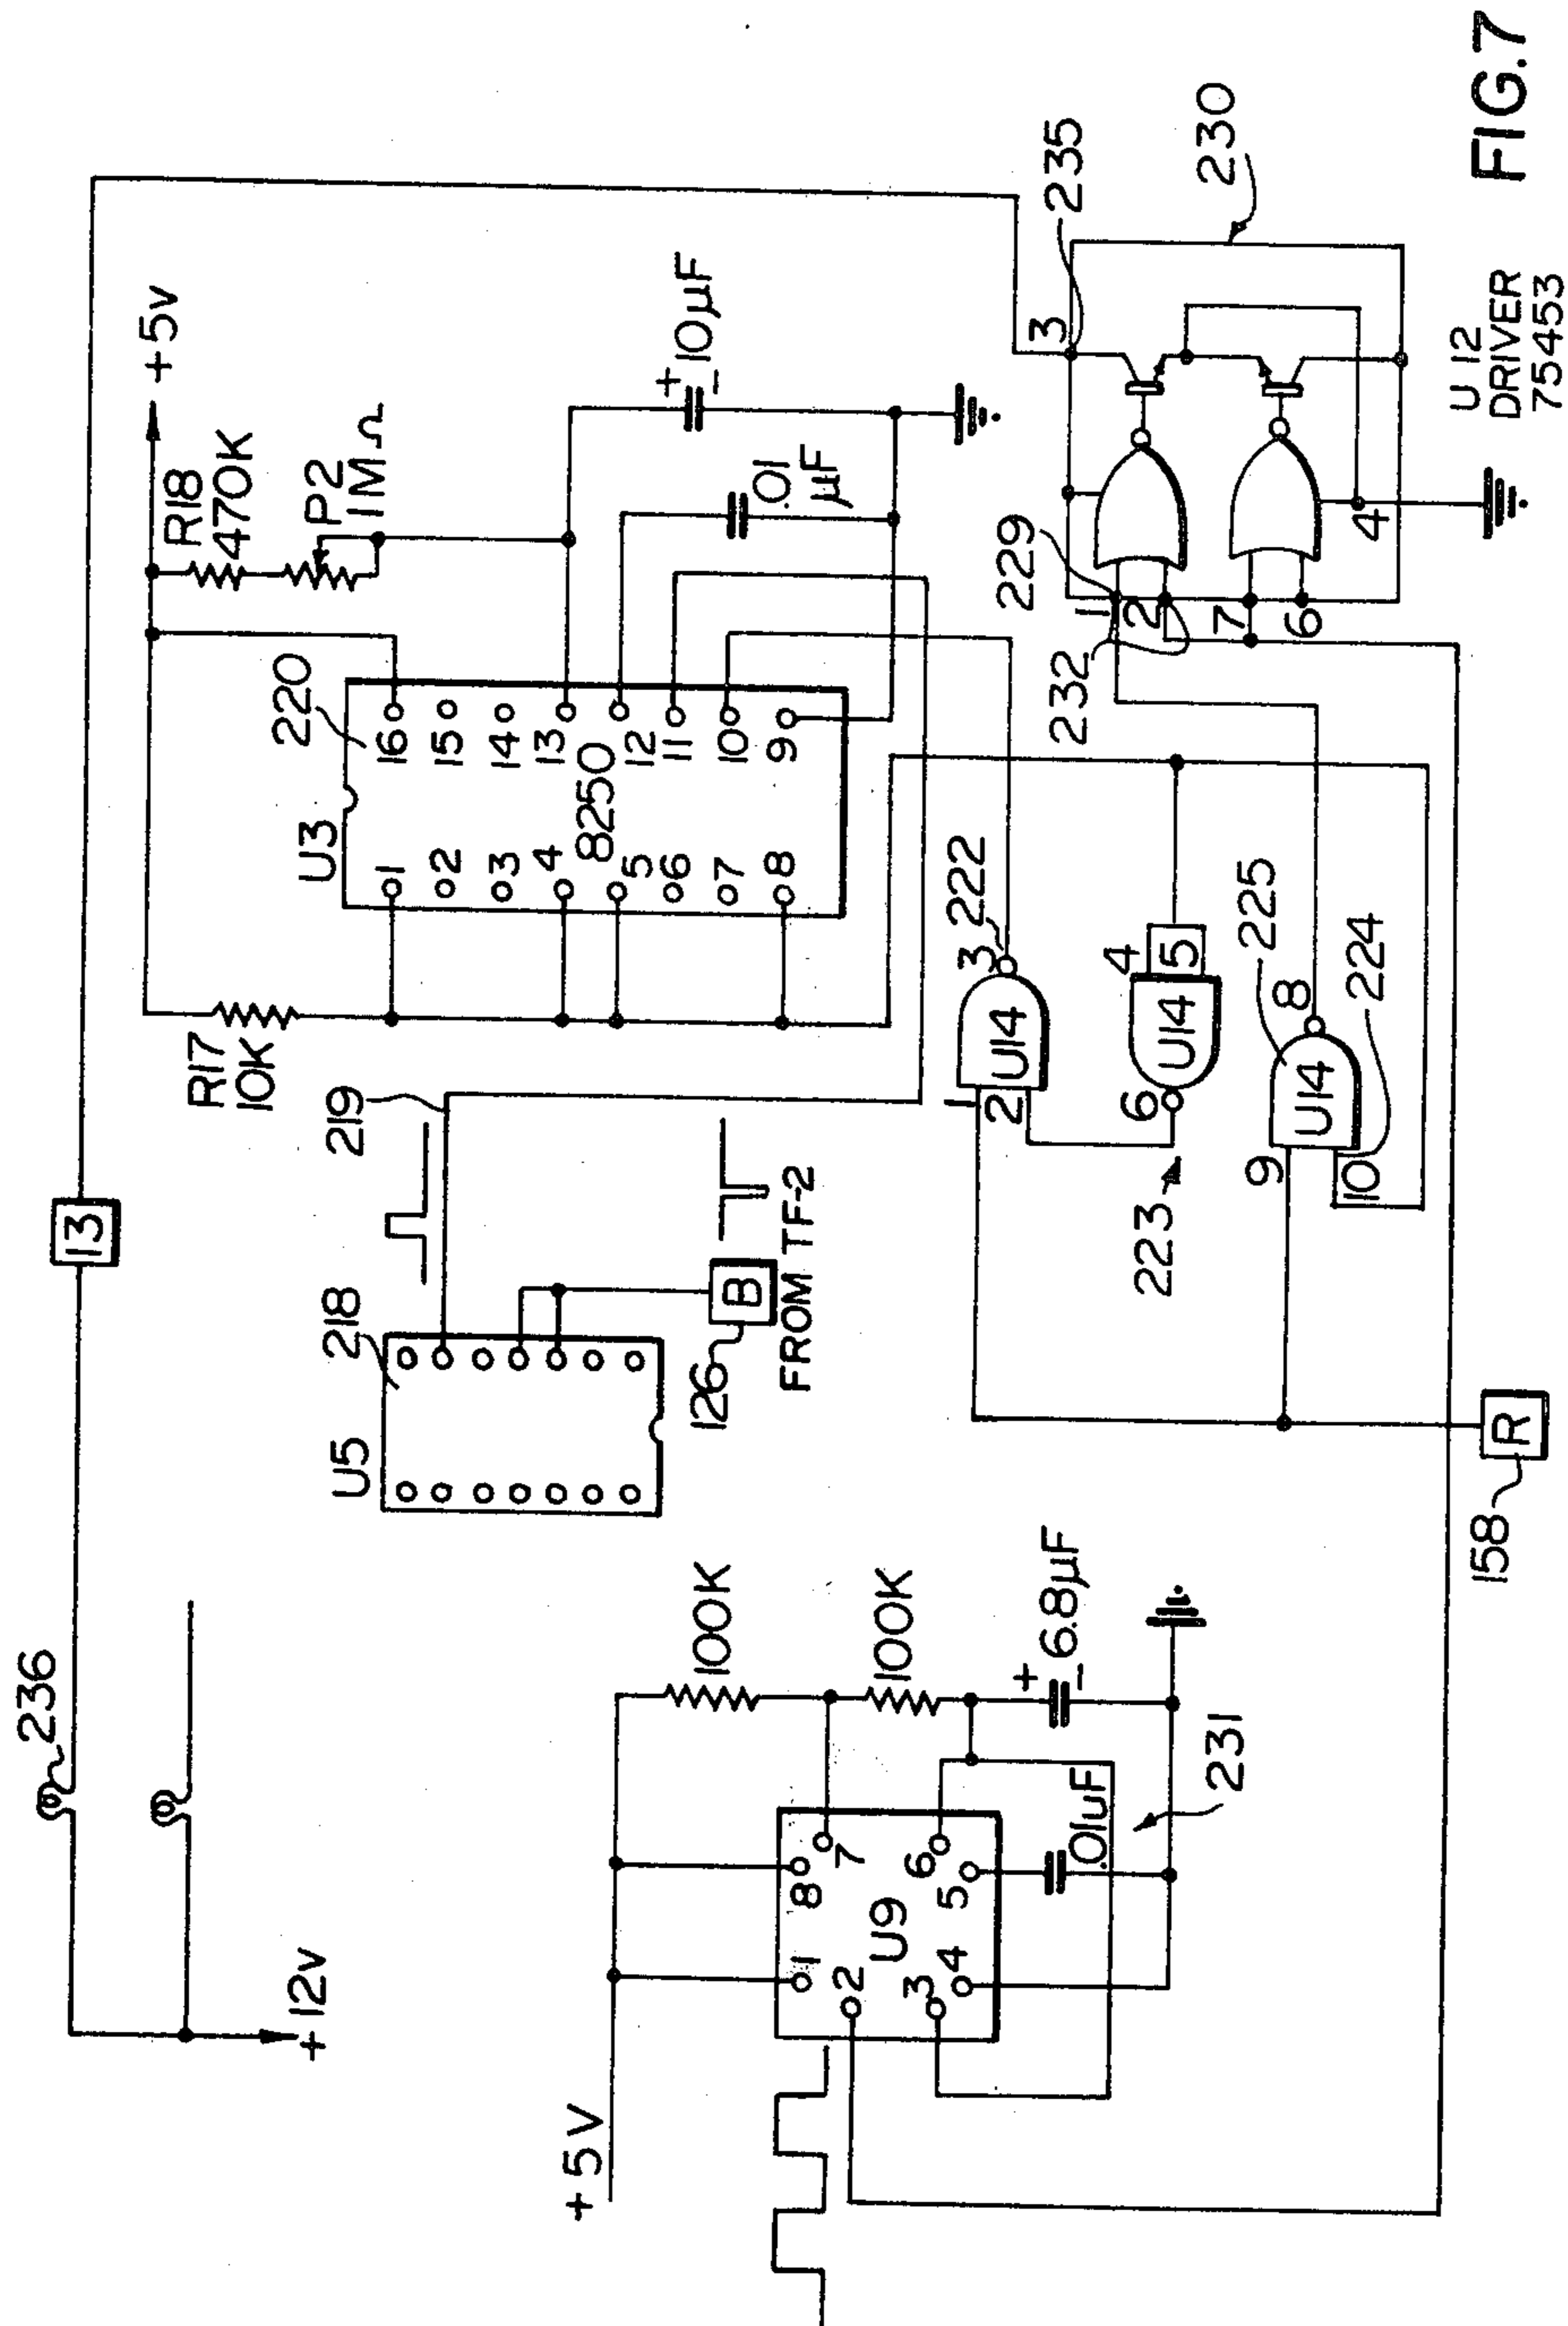 236
13
+12v
+5v
R18
470K
P2
1M Ω
+
10µF
-
.01
µF
R17
10K
U3
220
1
2
3
4
5
6
7
8
16
15
14
13
12
11
10
9
8250
219
218
U5
B
126
FROM TF-2
+5V
100K
100K
+
6.8µF
-
.01uF
231
U9
1
2
3
4
5
6
7
8
1
2
3
U14
222
4
5
6
U14
223
9
10
8
U14
225
224
R
158
229
232
1
2
7
6
3
4
235
230
U12
DRIVER
75453
FIG.7